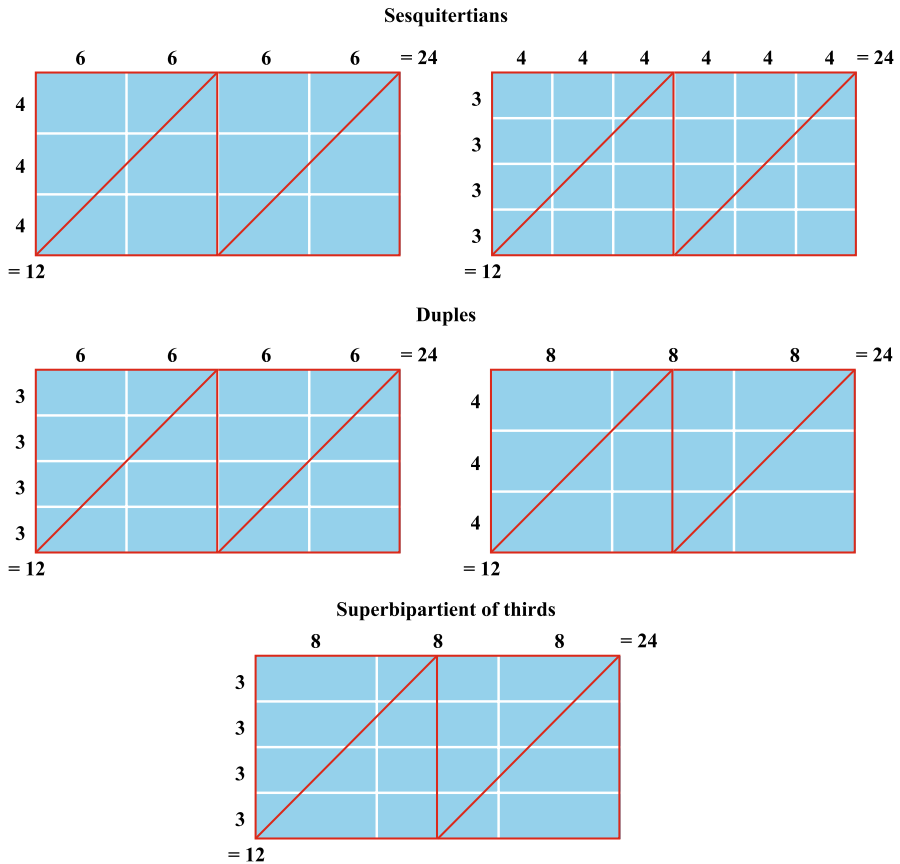 Sesquitertians
6 6 6 6 = 24
4
4
4
= 12
4 4 4 4 4 4 = 24
3
3
3
3
= 12
Duples
6 6 6 6 = 24
3
3
3
3
= 12
8 8 8 = 24
4
4
4
= 12
Superbipartient of thirds
8 8 8 = 24
3
3
3
3
= 12